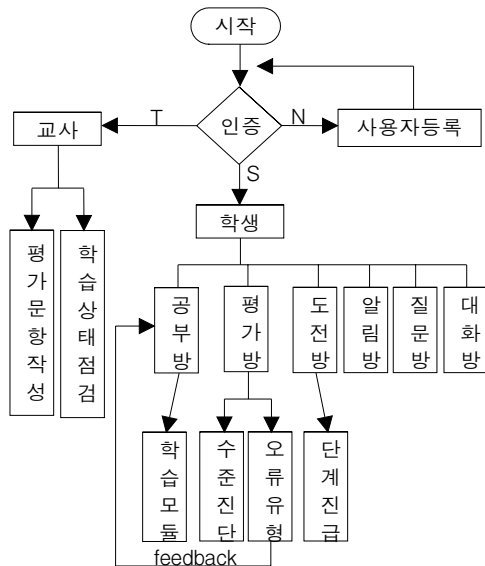 시작
인증
T
N
S
교사
사용자등록
학생
평가문항작성
학습상태점검
공부방
평가방
도전방
알림방
질문방
대화방
학습모듈
수준진단
오류유형
단계진급
feedback